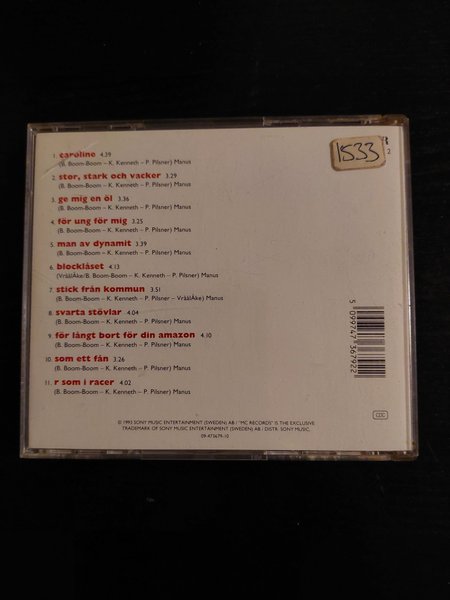 1. caroline 4.39
(B. Boom-Boom – K. Kenneth – P. Pilsner) Manus
2. stor, stark och vacker 3:29
(B. Boom-Boom – K. Kenneth – P. Pilsner) Manus
3. ge mig en öl 3.36
(B. Boom-Boom – K. Kenneth – P. Pilsner) Manus
4. för ung för mig 3.25
(B. Boom-Boom – K. Kenneth – P. Pilsner) Manus
5. man av dynamit 3.39
(B. Boom-Boom – K. Kenneth – P. Pilsner) Manus
6. blocklåset 4.13
(VrålÅke/B. Boom-Boom – K. Kenneth – P. Pilsner) Manus
7. stick från kommun 3.51
(B. Boom-Boom – K. Kenneth – P. Pilsner – VrålÅke) Manus
8. svarta stövlar 4.04
(B. Boom-Boom – K. Kenneth – P. Pilsner) Manus
9. för långt bort för din amazon 4.10
(B. Boom-Boom – K. Kenneth – P. Pilsner) Manus
10. som ett fån 3:26
(B. Boom-Boom – K. Kenneth – P. Pilsner) Manus
11. r som i racer 4.02
(B. Boom-Boom – K. Kenneth – P. Pilsner) Manus
1533
2
5 099747 367922
© 1993 SONY MUSIC ENTERTAINMENT (SWEDEN) AB / "MC RECORDS" IS THE EXCLUSIVE
TRADEMARK OF SONY MUSIC ENTERTAINMENT (SWEDEN) AB / DISTR. SONY MUSIC.
09-473679-10